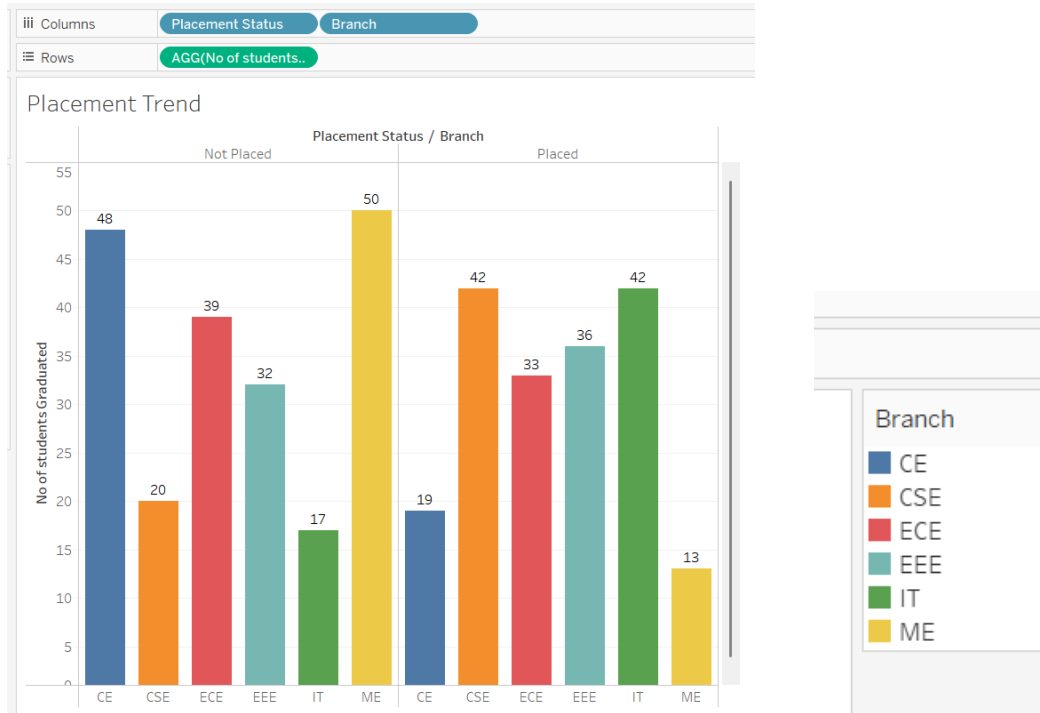 Columns Placement Status Branch
Rows AGG(No of students..
Placement Trend
Placement Status / Branch
Not Placed Placed
No of students Graduated
55
50
45
40
35
30
25
20
15
10
5
0
48 20 39 32 17 50 19 42 33 36 42 13
CE CSE ECE EEE IT ME CE CSE ECE EEE IT ME
Branch
CE
CSE
ECE
EEE
IT
ME